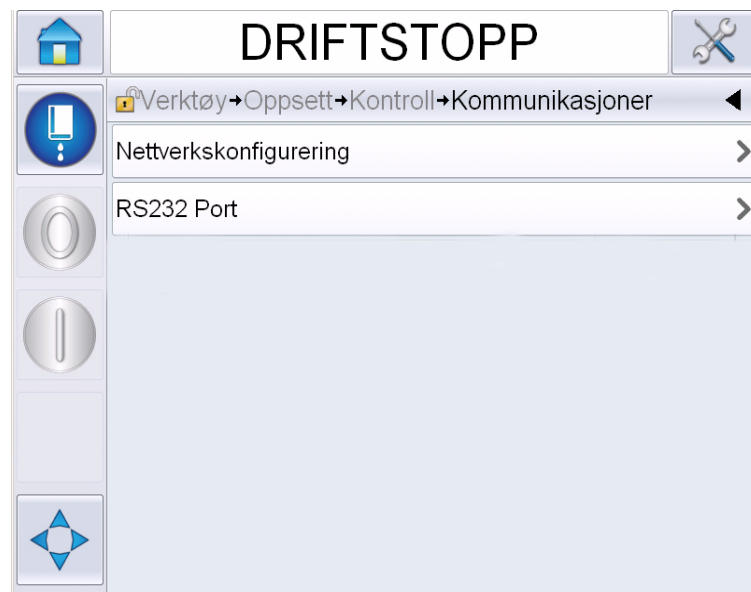 DRIFTSTOPP
Verktøy→Oppsett→Kontroll→Kommunikasjoner
Nettverkskonfigurering
RS232 Port